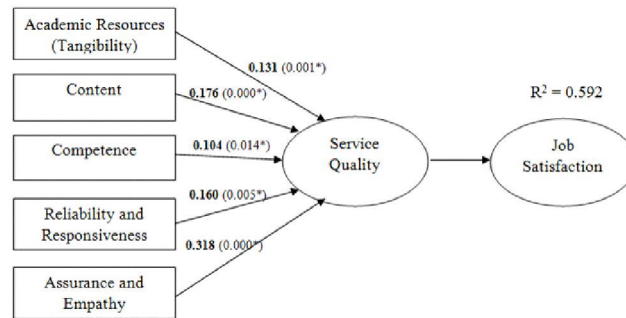 Academic Resources
(Tangibility)
0.131 (0.001*)
Content
0.176 (0.000*)
R² = 0.592
Competence
0.104 (0.014*)
Service
Quality
Job
Satisfaction
0.160 (0.005*)
Reliability and
Responsiveness
0.318 (0.000*)
Assurance and
Empathy